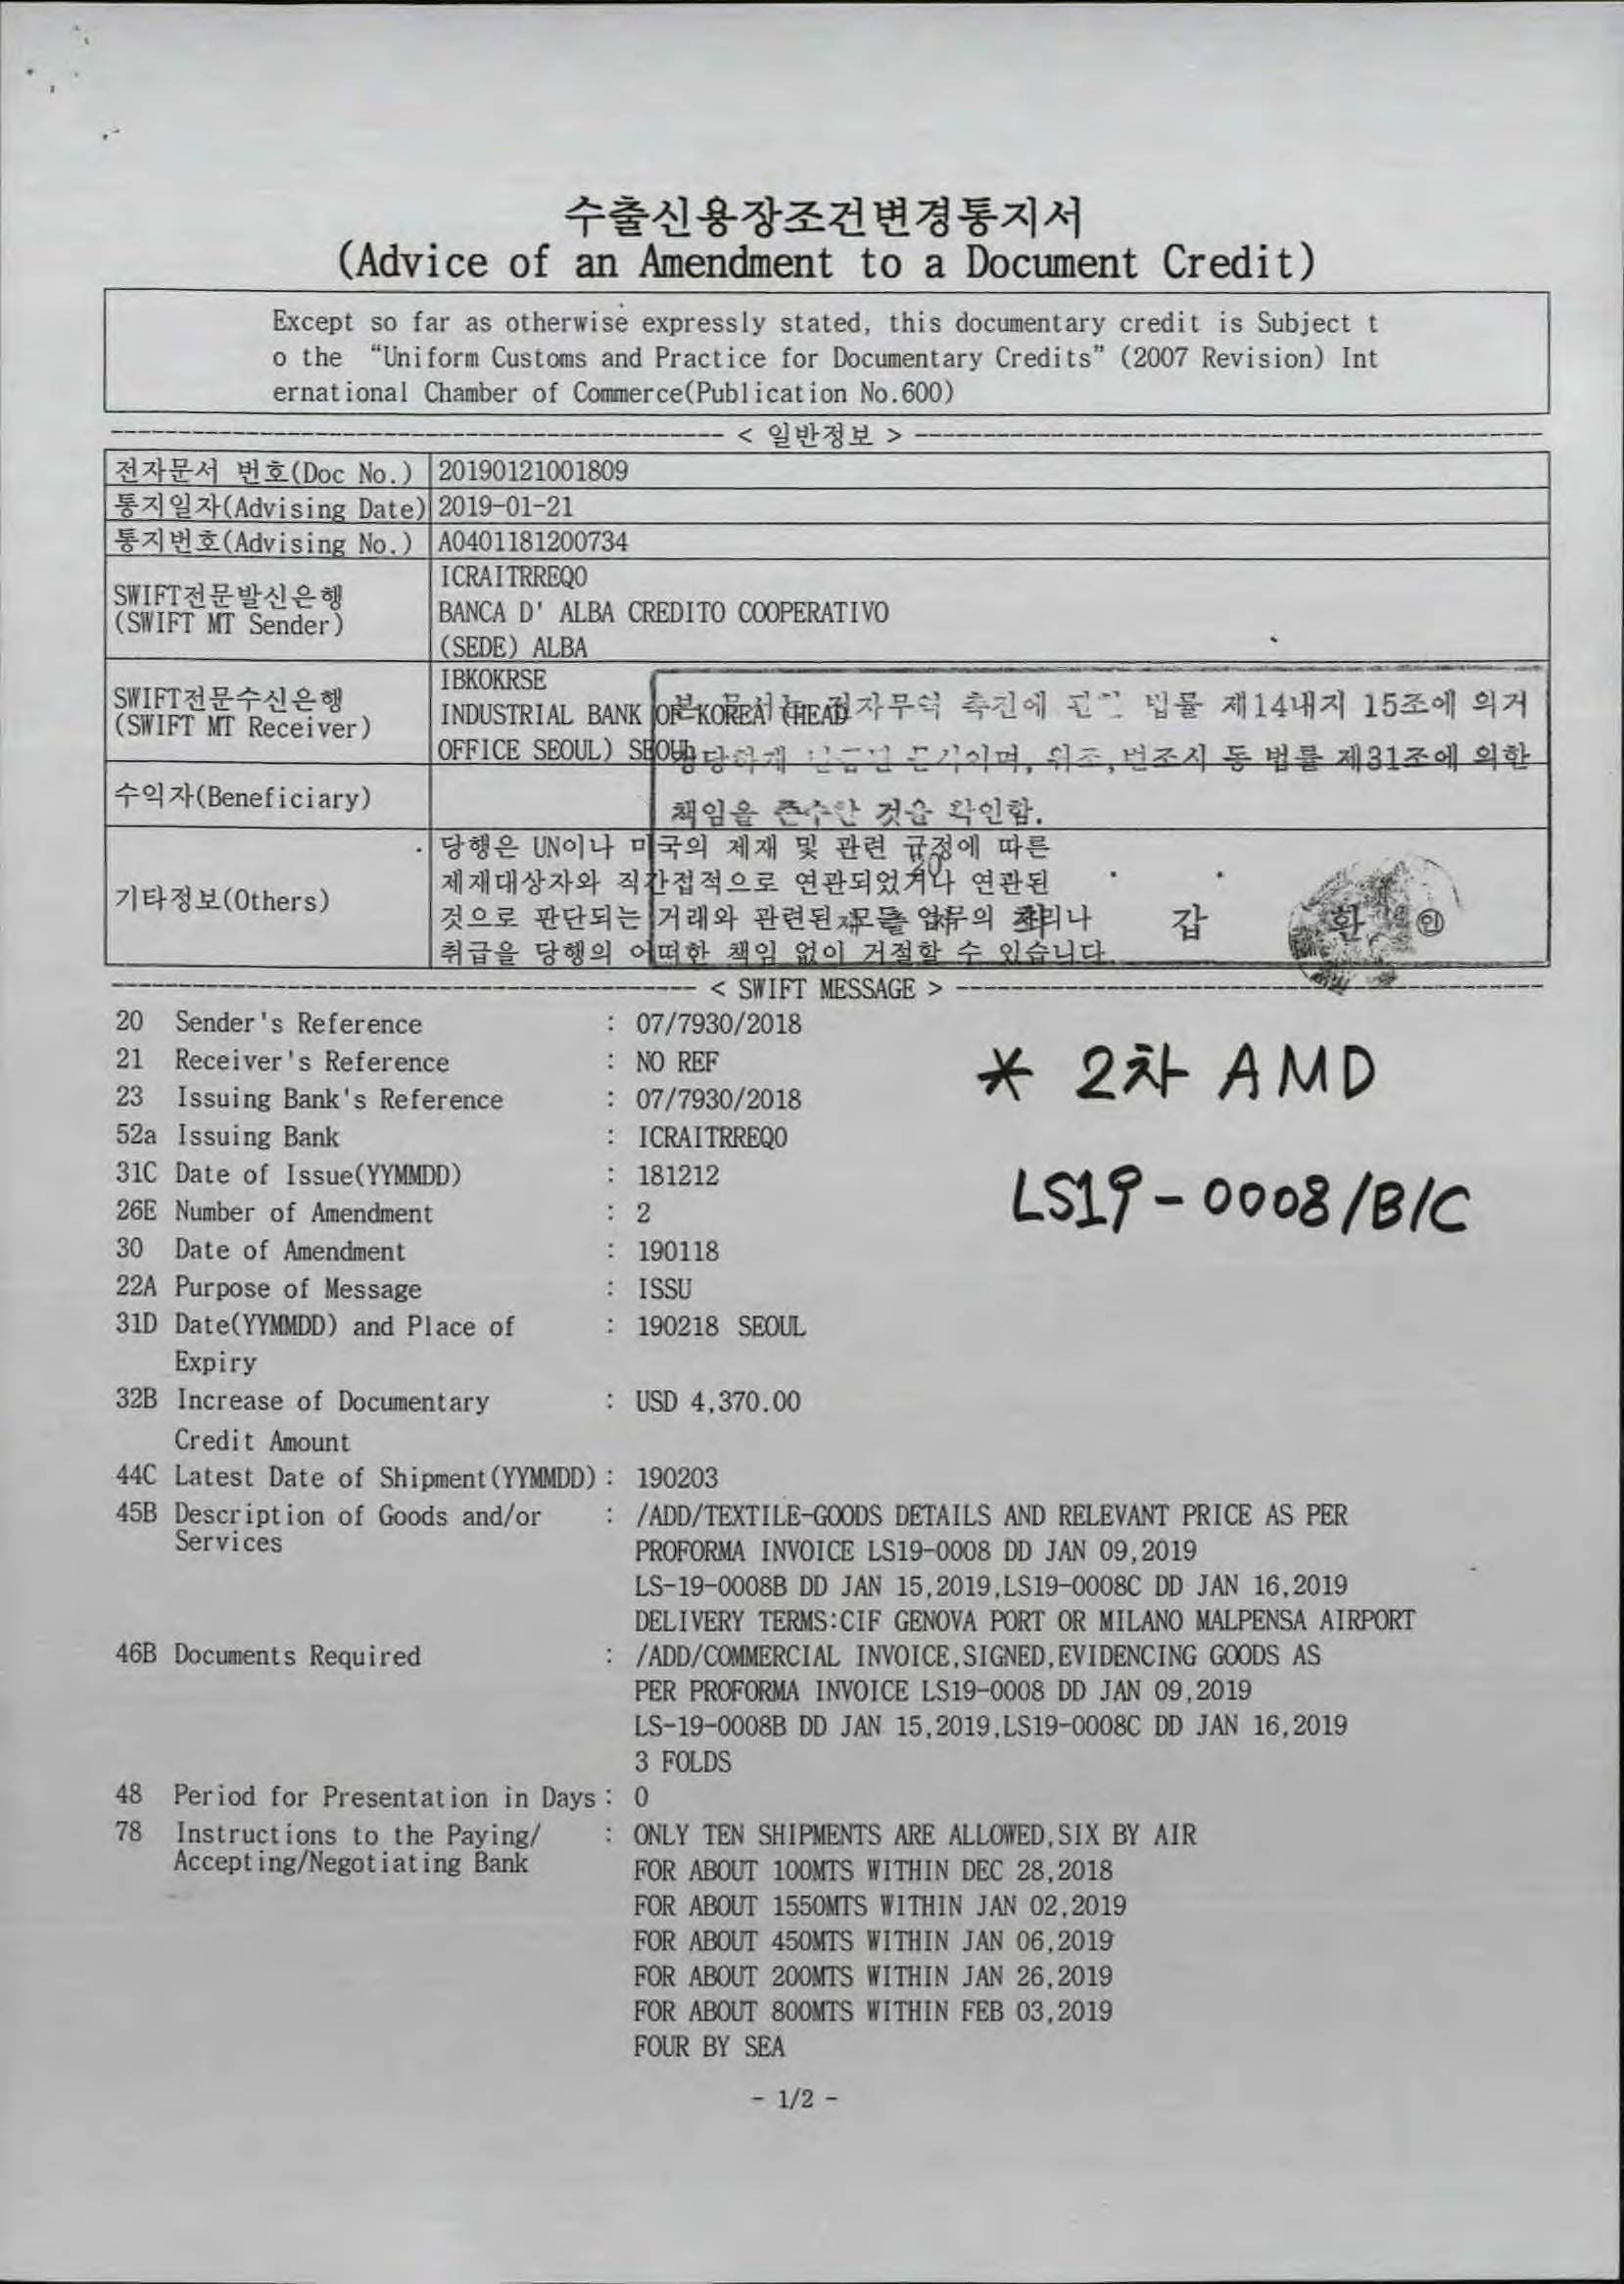 수출신용장조건변경통지서
(Advice of an Amendment to a Document Credit)
Except so far as otherwise expressly stated, this documentary credit is Subject t
o the “Uniform Customs and Practice for Documentary Credits” (2007 Revision) Int
ernational Chamber of Commerce(Publication No.600)
< 일반정보 >
전자문서 번호(Doc No.) 20190121001809
통지일자(Advising Date) 2019-01-21
통지번호(Advising No.) A0401181200734
SWIFT전문발신은행
(SWIFT MT Sender)
ICRAITRREQO
BANCA D' ALBA CREDITO COOPERATIVO
(SEDE) ALBA
SWIFT전문수신은행
(SWIFT MT Receiver)
IBKOKRSE
INDUSTRIAL BANK OF KOREA (HEAD
OFFICE SEOUL) SEOUL
자무역 촉진에 법률 제14내지 15조에 의거
위조,변조시 동 법률 제31조에 의한
책임을 것을 확인함.
수익자(Beneficiary)
기타정보(Others)
당행은 UN이나 미국의 제재 및 관련 규정에 따른
제재대상자와 직간접적으로 연관되었거나 연관된
것으로 판단되는 거래와 관련된 모든 업무의 처리나
취급을 당행의 어떠한 책임 없이 거절할 수 있습니다
갑 환 인
< SWIFT MESSAGE >
20 Sender's Reference : 07/7930/2018
21 Receiver's Reference : NO REF
23 Issuing Bank's Reference : 07/7930/2018
52a Issuing Bank : ICRAITRREQO
31C Date of Issue(YYMMDD) : 181212
26E Number of Amendment : 2
30 Date of Amendment : 190118
22A Purpose of Message : ISSU
31D Date(YYMMDD) and Place of : 190218 SEOUL
Expiry
32B Increase of Documentary : USD 4,370.00
Credit Amount
44C Latest Date of Shipment(YYMMDD) : 190203
45B Description of Goods and/or : /ADD/TEXTILE-GOODS DETAILS AND RELEVANT PRICE AS PER
Services
PROFORMA INVOICE LS19-0008 DD JAN 09,2019
LS-19-0008B DD JAN 15,2019,LS19-0008C DD JAN 16,2019
DELIVERY TERMS:CIF GENOVA PORT OR MILANO MALPENSA AIRPORT
46B Documents Required : /ADD/COMMERCIAL INVOICE,SIGNED,EVIDENCING GOODS AS
PER PROFORMA INVOICE LS19-0008 DD JAN 09,2019
LS-19-0008B DD JAN 15,2019,LS19-0008C DD JAN 16,2019
3 FOLDS
48 Period for Presentation in Days : 0
78 Instructions to the Paying/ : ONLY TEN SHIPMENTS ARE ALLOWED,SIX BY AIR
Accepting/Negotiating Bank
FOR ABOUT 100MTS WITHIN DEC 28,2018
FOR ABOUT 1550MTS WITHIN JAN 02,2019
FOR ABOUT 450MTS WITHIN JAN 06,2019
FOR ABOUT 200MTS WITHIN JAN 26,2019
FOR ABOUT 800MTS WITHIN FEB 03,2019
FOUR BY SEA
* 2차 AMD
LS19-0008/B/C
- 1/2 -